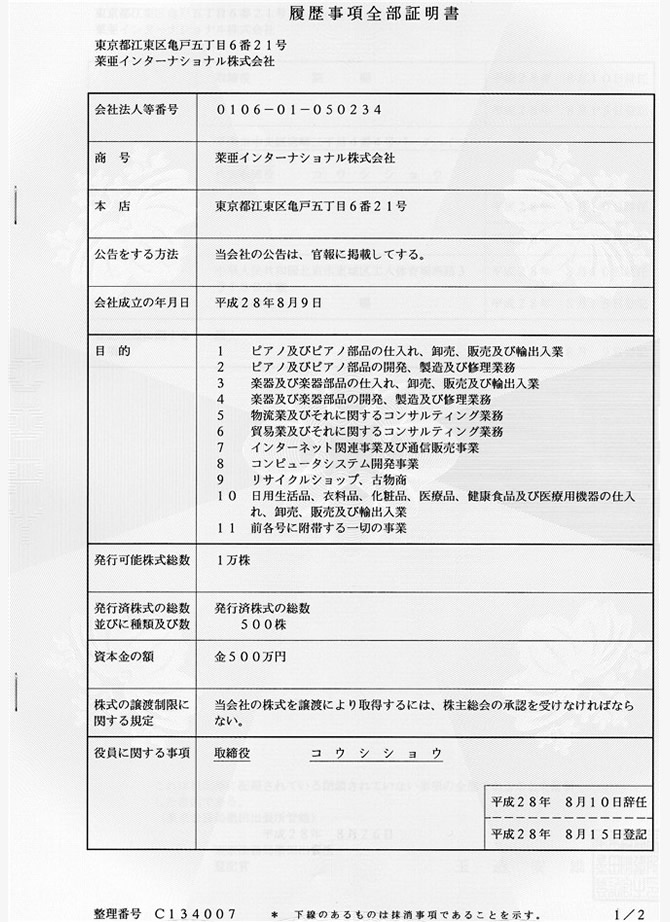 履歴事項全部証明書
東京都江東区亀戸五丁目6番21号
葉亜インターナショナル株式会社
会社法人等番号 0106-01-050234
商号 葉亜インターナショナル株式会社
本店 東京都江東区亀戸五丁目6番21号
公告をする方法 当会社の公告は、官報に掲載してする。
会社成立の年月日 平成28年8月9日
目的 1 ピアノ及びピアノ部品の仕入れ、卸売、販売及び輸出入業
2 ピアノ及びピアノ部品の開発、製造及び修理業務
3 楽器及び楽器部品の仕入れ、卸売、販売及び輸出入業
4 楽器及び楽器部品の開発、製造及び修理業務
5 物流業及びそれに関するコンサルティング業務
6 貿易業及びそれに関するコンサルティング業務
7 インターネット関連事業及び通信販売事業
8 コンピュータシステム開発事業
9 リサイクルショップ、古物商
10 日用生活品、衣料品、化粧品、医療品、健康食品及び医療用機器の仕入
れ、卸売、販売及び輸出入業
11 前各号に附帯する一切の事業
発行可能株式総数 1万株
発行済株式の総数 発行済株式の総数
並びに種類及び数 500株
資本金の額 金500万円
株式の譲渡制限に 当会社の株式を譲渡により取得するには、株主総会の承認を受けなければなら
関する規定 ない。
役員に関する事項 取締役 コウシショウ
平成28年 8月10日辞任
平成28年 8月15日登記
整理番号 C134007 * 下線のあるものは抹消事項であることを示す。 1/2